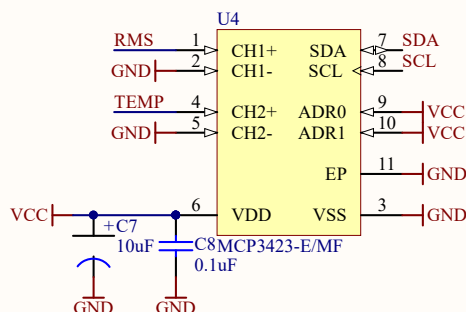 U4
RMS 1 CH1+ SDA 7 SDA
GND 2 CH1- SCL 8 SCL
TEMP 4 CH2+ ADR0 9 VCC
GND 5 CH2- ADR1 10 VCC
EP 11 GND
VCC 6 VDD VSS 3 GND
+ C7 C8 MCP3423-E/MF
10uF 0.1uF
GND GND